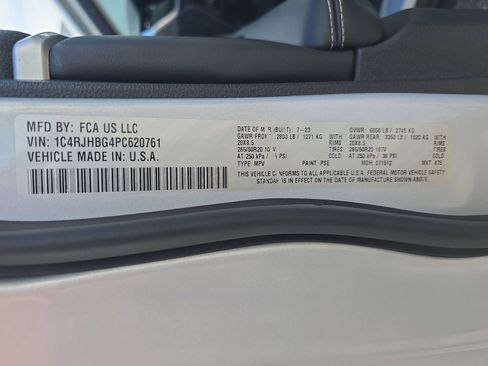 MFD BY: FCA US LLC
VIN: 1C4RJHBG4PC620761
VEHICLE MADE IN: U.S.A.
DATE OF MFR (BUILT): 7-23 GVWR: 6050 LB / 2745 KG
GAWR FRONT: 2800 LB / 1271 KG WITH GAWR REAR: 3350 LB / 1520 KG WITH
20X8.5 RIMS 20X8.5 RIMS
265/50R20 107V TIRES 265/50R20 107V TIRES
AT 250 kPa / PSI COLD AT 250 kPa / 36 PSI COLD
TYPE: MPV PAINT: PSE MDH: 071512 MKT: 875
THIS VEHICLE CONFORMS TO ALL APPLICABLE U.S.A. FEDERAL MOTOR VEHICLE SAFETY
STANDARDS IN EFFECT ON THE DATE OF MANUFACTURE SHOWN ABOVE.